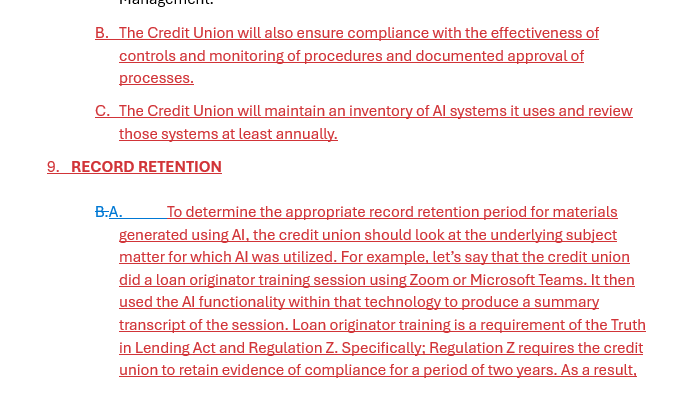 Management.
B. The Credit Union will also ensure compliance with the effectiveness of
controls and monitoring of procedures and documented approval of
processes.
C. The Credit Union will maintain an inventory of AI systems it uses and review
those systems at least annually.
9. RECORD RETENTION
B.A. To determine the appropriate record retention period for materials
generated using AI, the credit union should look at the underlying subject
matter for which AI was utilized. For example, let’s say that the credit union
did a loan originator training session using Zoom or Microsoft Teams. It then
used the AI functionality within that technology to produce a summary
transcript of the session. Loan originator training is a requirement of the Truth
in Lending Act and Regulation Z. Specifically; Regulation Z requires the credit
union to retain evidence of compliance for a period of two years. As a result,